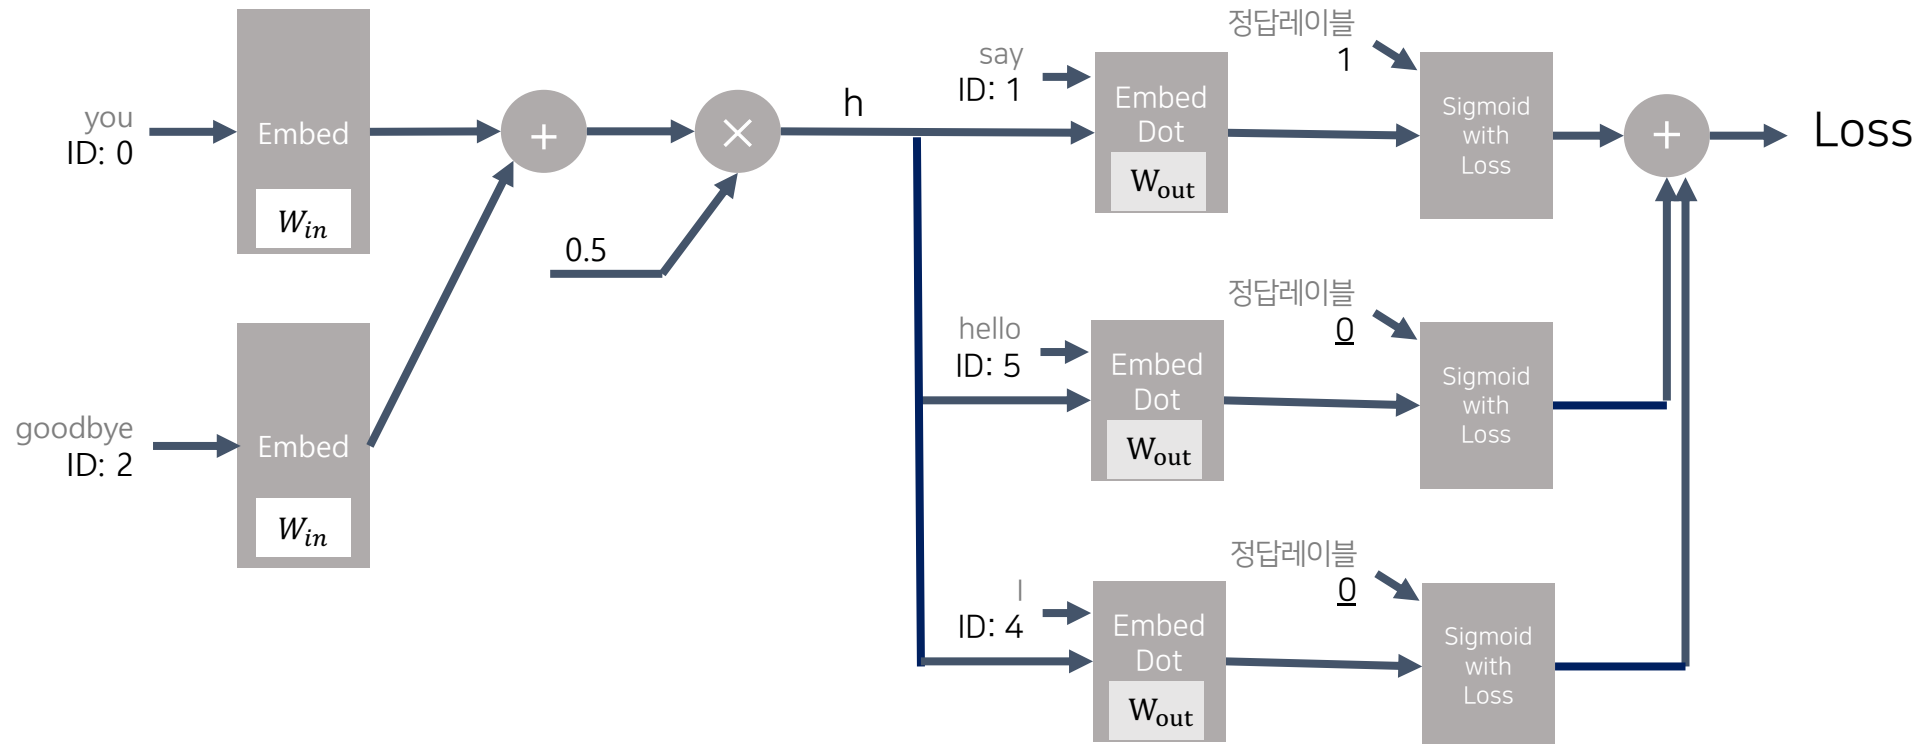 you
ID: 0
Embed
W_in
goodbye
ID: 2
Embed
W_in
+
×
0.5
h
say
ID: 1
Embed
Dot
W_out
정답레이블
1
Sigmoid
with
Loss
+
Loss
hello
ID: 5
Embed
Dot
W_out
정답레이블
0
Sigmoid
with
Loss
I
ID: 4
Embed
Dot
W_out
정답레이블
0
Sigmoid
with
Loss